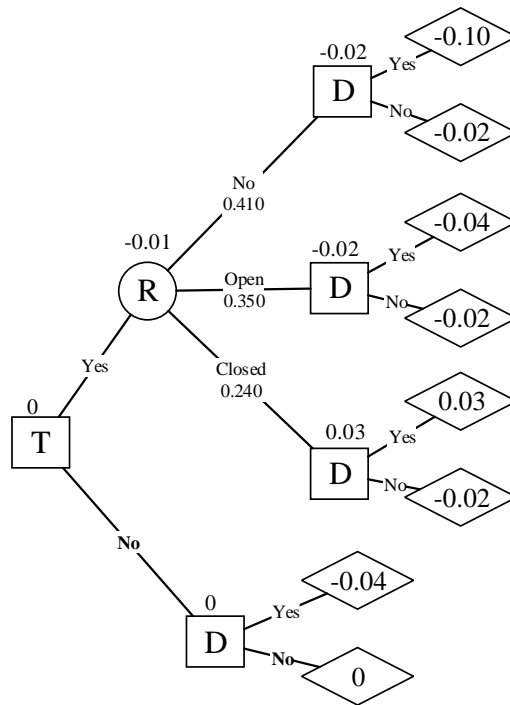 -0.02
D
Yes
-0.10
No
-0.02
No
0.410
-0.01
R
Open
0.350
-0.02
D
Yes
-0.04
No
-0.02
Closed
0.240
0.03
D
Yes
0.03
No
-0.02
Yes
0
T
No
0
D
Yes
-0.04
No
0